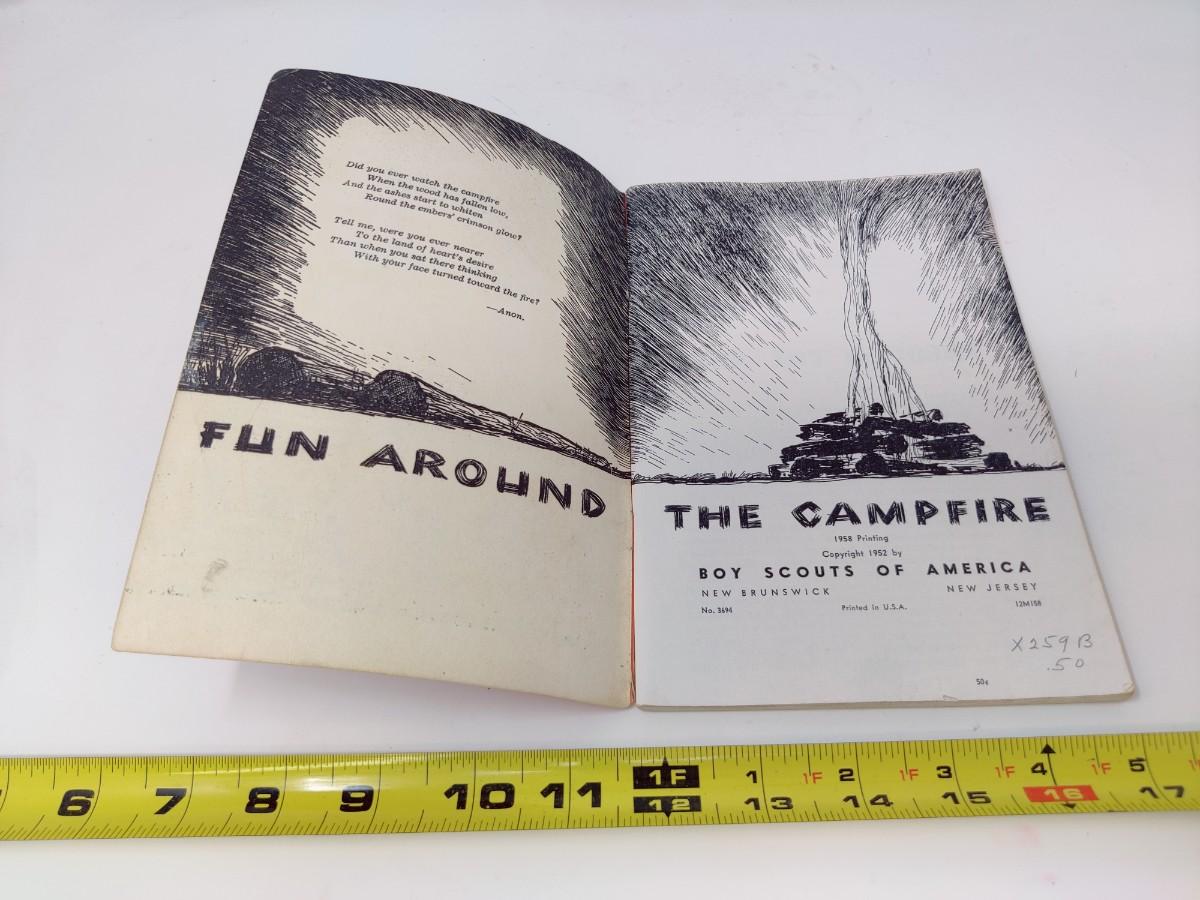 Did you ever watch the campfire
When the wood has fallen low,
And the ashes start to whiten
Round the embers' crimson glow?
Tell me, were you ever nearer
To the land of heart's desire
Than when you sat there thinking
With your face turned toward the fire?
—Anon.
FUN AROUND
THE CAMPFIRE
1958 Printing
Copyright 1952 by
BOY SCOUTS OF AMERICA
NEW BRUNSWICK NEW JERSEY
No. 3694 Printed in U.S.A. 12M158
X259B
.50
50¢
6 7 8 9 10 11 1F 1 1F 2 1F 3 1F 4 1F 5
12 13 14 15 16 17